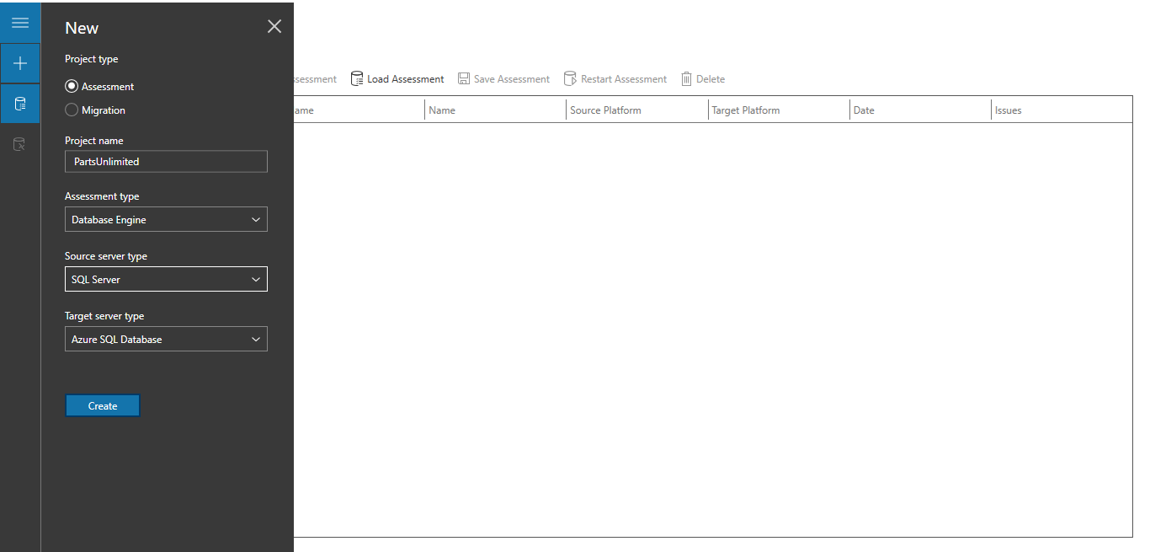 New
Project type
Assessment
Migration
Project name
PartsUnlimited
Assessment type
Database Engine
Source server type
SQL Server
Target server type
Azure SQL Database
Create
Load Assessment Save Assessment Restart Assessment Delete
Name Source Platform Target Platform Date Issues